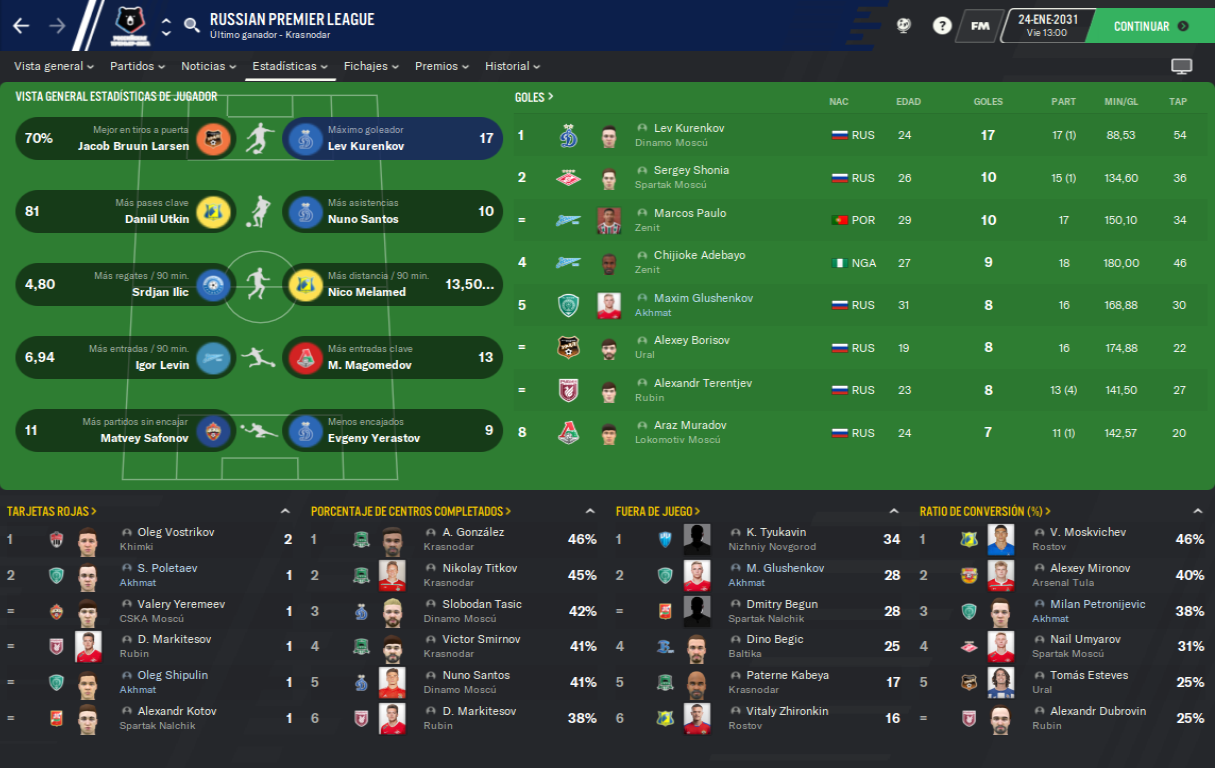 RUSSIAN PREMIER LEAGUE
Último ganador - Krasnodar
FM
24-ENE-2031
Vie 13:00
CONTINUAR
Vista general
Partidos
Noticias
Estadísticas
Fichajes
Premios
Historial
VISTA GENERAL ESTADÍSTICAS DE JUGADOR
70%
Mejor en tiros a puerta
Jacob Bruun Larsen
Máximo goleador
Lev Kurenkov
17
81
Más pases clave
Daniil Utkin
Más asistencias
Nuno Santos
10
4,80
Más regates / 90 min.
Srdjan Ilic
Más distancia / 90 min.
Nico Melamed
13,50...
6,94
Más entradas / 90 min.
Igor Levin
Más entradas clave
M. Magomedov
13
11
Más partidos sin encajar
Matvey Safonov
Menos encajados
Evgeny Yerastov
9
GOLES
NAC EDAD GOLES PART MIN/GL TAP
1 Lev Kurenkov RUS 24 17 17 (1) 88,53 54
Dinamo Moscú
2 Sergey Shonia RUS 26 10 15 (1) 134,60 36
Spartak Moscú
= Marcos Paulo POR 29 10 17 150,10 34
Zenit
4 Chijioke Adebayo NGA 27 9 18 180,00 46
Zenit
5 Maxim Glushenkov RUS 31 8 16 168,88 30
Akhmat
= Alexey Borisov RUS 19 8 16 174,88 22
Ural
= Alexandr Terentjev RUS 23 8 13 (4) 141,50 27
Rubin
8 Araz Muradov RUS 24 7 11 (1) 142,57 20
Lokomotiv Moscú
TARJETAS ROJAS
1 Oleg Vostrikov 2
Khimki
2 S. Poletaev 1
Akhmat
= Valery Yeremeev 1
CSKA Moscú
= D. Markitesov 1
Rubin
= Oleg Shipulin 1
Akhmat
= Alexandr Kotov 1
Spartak Nalchik
PORCENTAJE DE CENTROS COMPLETADOS
1 A. González 46%
Krasnodar
2 Nikolay Titkov 45%
Krasnodar
3 Slobodan Tasic 42%
Dinamo Moscú
4 Victor Smirnov 41%
Krasnodar
5 Nuno Santos 41%
Dinamo Moscú
6 D. Markitesov 38%
Rubin
FUERA DE JUEGO
1 K. Tyukavin 34
Nizhniy Novgorod
2 M. Glushenkov 28
Akhmat
= Dmitry Begun 28
Spartak Nalchik
4 Dino Begic 25
Baltika
5 Paterne Kabeya 17
Krasnodar
6 Vitaly Zhironkin 16
Rostov
RATIO DE CONVERSIÓN (%)
1 V. Moskvichev 46%
Rostov
2 Alexey Mironov 40%
Arsenal Tula
3 Milan Petronijevic 38%
Akhmat
4 Nail Umyarov 31%
Spartak Moscú
5 Tomás Esteves 25%
Ural
= Alexandr Dubrovin 25%
Rubin